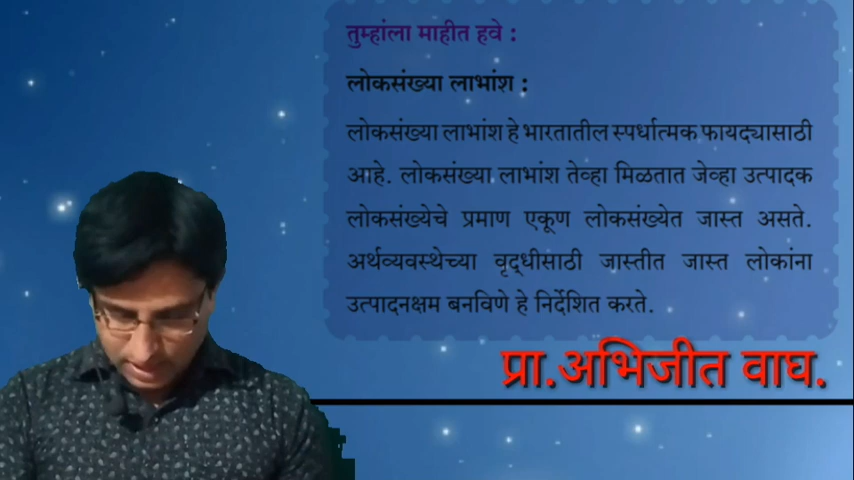 तुम्हांला माहीत हवे :
लोकसंख्या लाभांश :
लोकसंख्या लाभांश हे भारतातील स्पर्धात्मक फायद्यासाठी
आहे. लोकसंख्या लाभांश तेव्हा मिळतात जेव्हा उत्पादक
लोकसंख्येचे प्रमाण एकूण लोकसंख्येत जास्त असते.
अर्थव्यवस्थेच्या वृद्धीसाठी जास्तीत जास्त लोकांना
उत्पादनक्षम बनविणे हे निर्देशित करते.
प्रा.अभिजीत वाघ.